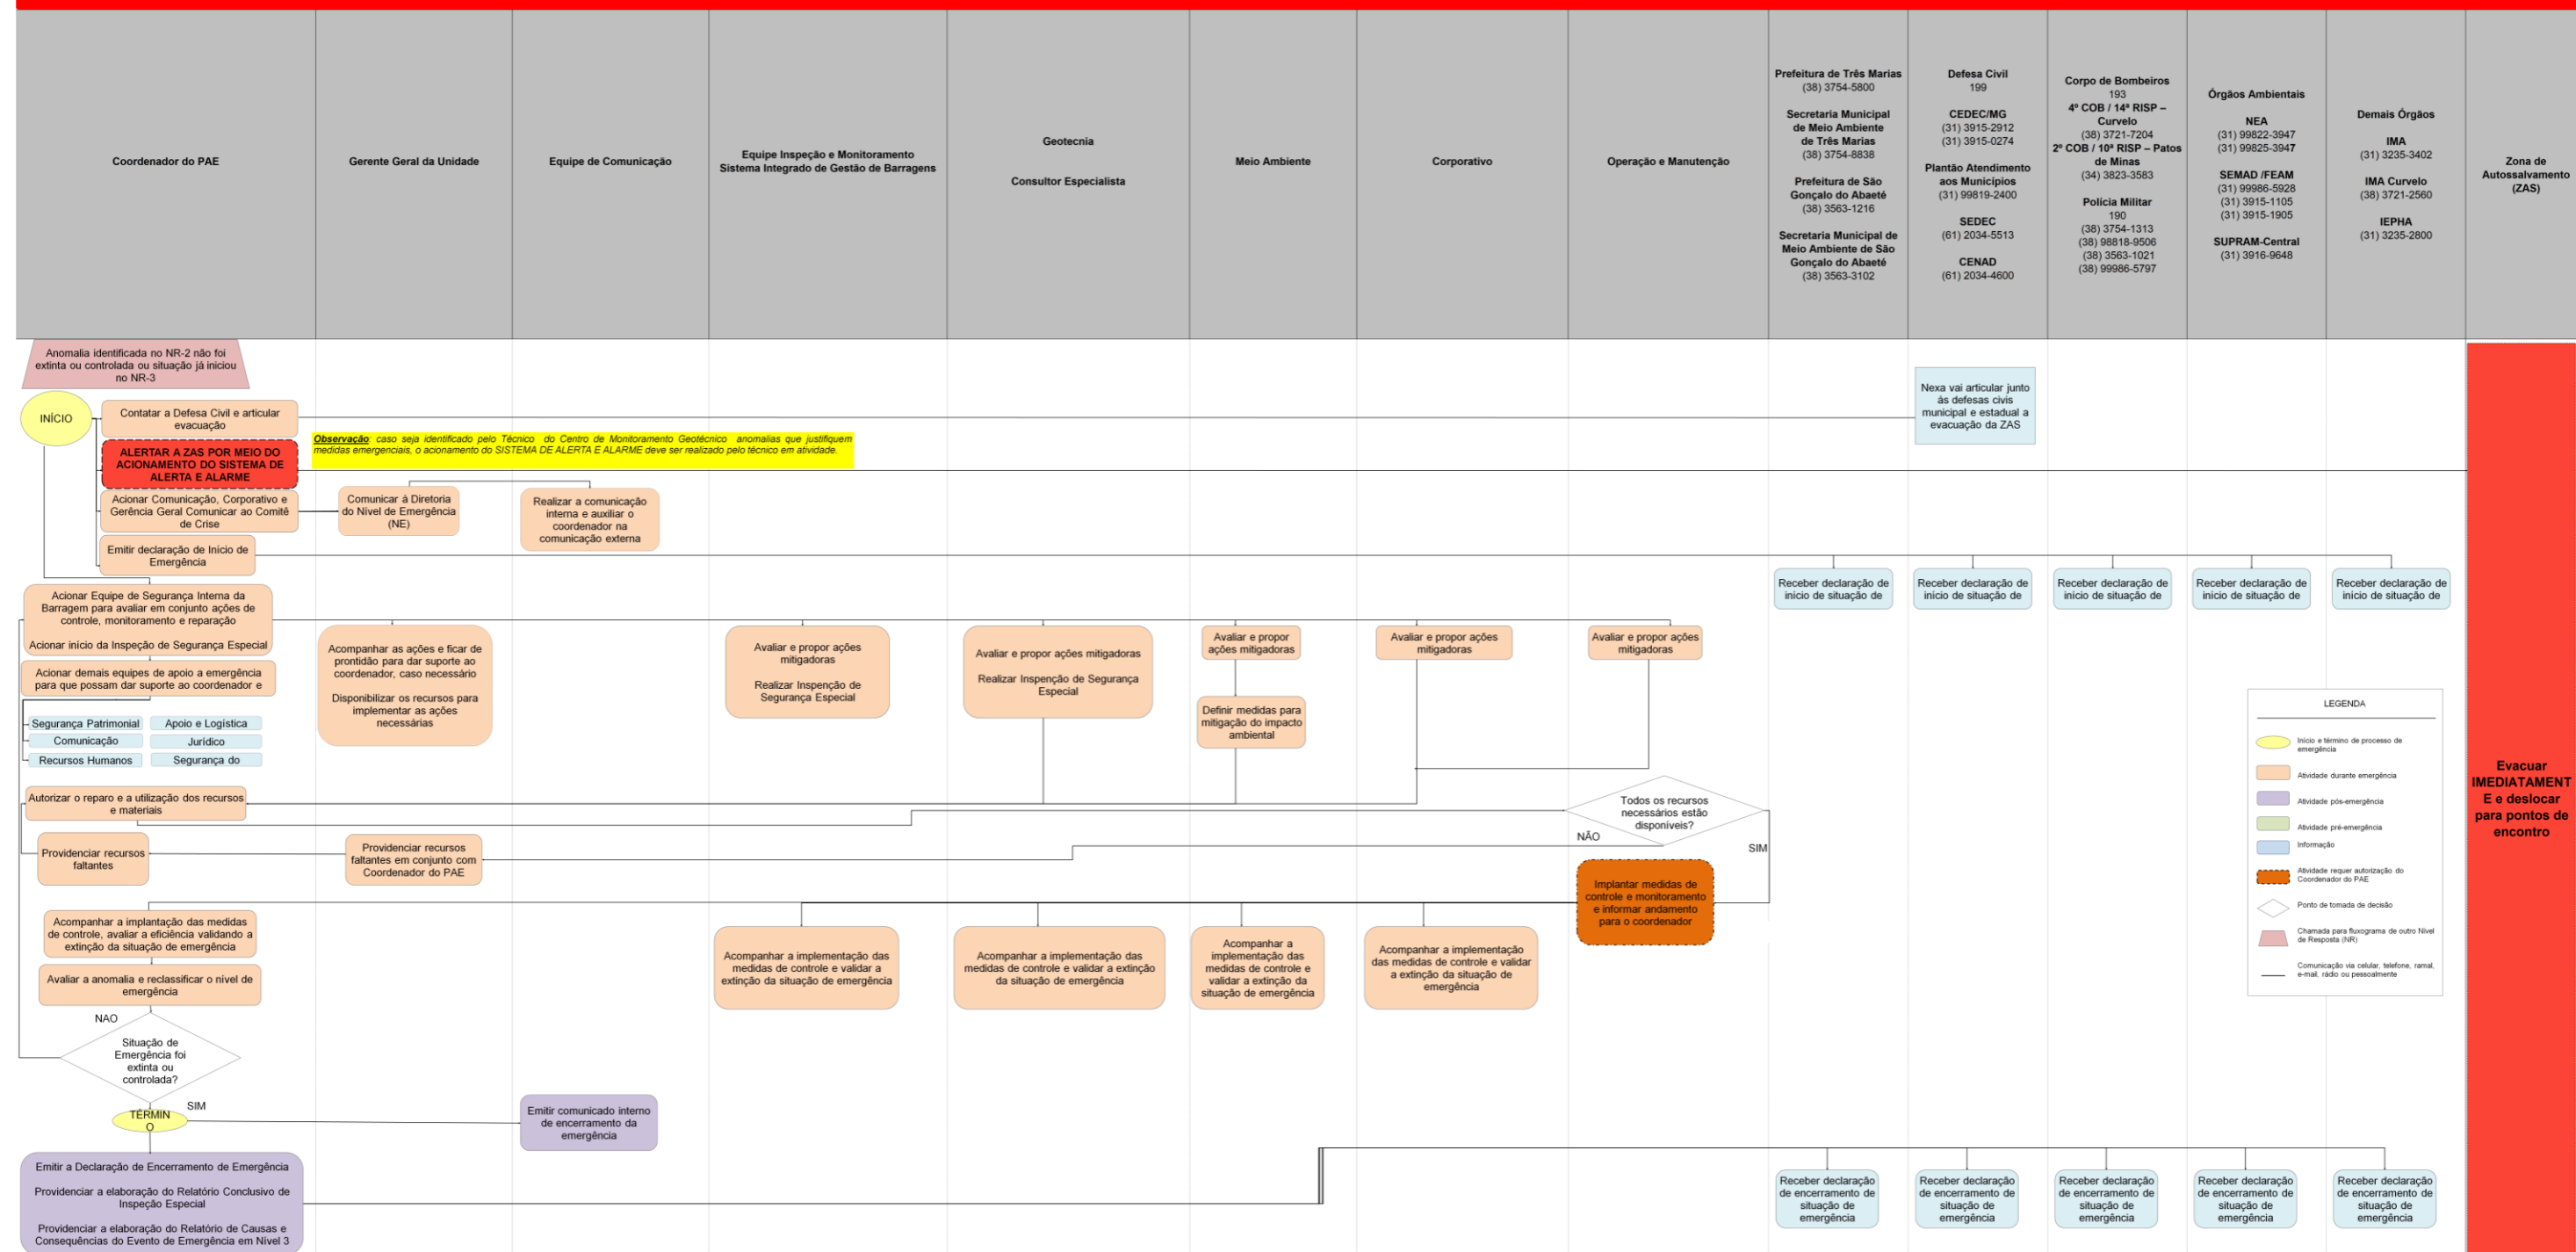 Coordenador do PAE
Gerente Geral da Unidade
Equipe de Comunicação
Equipe Inspeção e Monitoramento
Sistema Integrado de Gestão de Barragens
Geotecnia
Consultor Especialista
Meio Ambiente
Corporativo
Operação e Manutenção
Prefeitura de Três Marias
(38) 3754-5800
Secretaria Municipal
de Meio Ambiente
de Três Marias
(38) 3754-8838
Prefeitura de São
Gonçalo do Abaeté
(38) 3563-1216
Secretaria Municipal de
Meio Ambiente de São
Gonçalo do Abaeté
(38) 3563-3102
Defesa Civil
199
CEDEC/MG
(31) 3915-2912
(31) 3915-0274
Plantão Atendimento
aos Municípios
(31) 99819-2400
SEDEC
(61) 2034-5513
CENAD
(61) 2034-4600
Corpo de Bombeiros
193
4º COB / 14ª RISP –
Curvelo
(38) 3721-7204
2º COB / 10ª RISP – Patos
de Minas
(34) 3823-3583
Polícia Militar
190
(38) 3754-1313
(38) 98818-9506
(38) 3563-1021
(38) 99986-5797
Órgãos Ambientais
NEA
(31) 99822-3947
(31) 99825-3947
SEMAD /FEAM
(31) 99986-5928
(31) 3915-1105
(31) 3915-1905
SUPRAM-Central
(31) 3916-9648
Demais Órgãos
IMA
(31) 3235-3402
IMA Curvelo
(38) 3721-2560
IEPHA
(31) 3235-2800
Zona de
Autossalvamento
(ZAS)
Anomalia identificada no NR-2 não foi
extinta ou controlada ou situação já iniciou
no NR-3
INÍCIO
Contatar a Defesa Civil e articular
evacuação
Nexa vai articular junto
às defesas civis
municipal e estadual a
evacuação da ZAS
ALERTAR A ZAS POR MEIO DO
ACIONAMENTO DO SISTEMA DE
ALERTA E ALARME
Observação: caso seja identificado pelo Técnico do Centro de Monitoramento Geotécnico anomalias que justifiquem
medidas emergenciais, o acionamento do SISTEMA DE ALERTA E ALARME deve ser realizado pelo técnico em atividade.
Acionar Comunicação, Corporativo e
Gerência Geral Comunicar ao Comitê
de Crise
Comunicar á Diretoria
do Nível de Emergência
(NE)
Realizar a comunicação
interna e auxiliar o
coordenador na
comunicação externa
Emitir declaração de Início de
Emergência
Receber declaração de
início de situação de
Receber declaração de
início de situação de
Receber declaração de
início de situação de
Receber declaração de
início de situação de
Receber declaração de
início de situação de
Acionar Equipe de Segurança Interna da
Barragem para avaliar em conjunto ações de
controle, monitoramento e reparação
Acionar início da Inspeção de Segurança Especial
Acompanhar as ações e ficar de
prontidão para dar suporte ao
coordenador, caso necessário
Disponibilizar os recursos para
implementar as ações
necessárias
Avaliar e propor ações
mitigadoras
Realizar Inspenção de
Segurança Especial
Avaliar e propor ações mitigadoras
Realizar Inspenção de Segurança
Especial
Avaliar e propor
ações mitigadoras
Avaliar e propor ações
mitigadoras
Avaliar e propor ações
mitigadoras
Acionar demais equipes de apoio a emergência
para que possam dar suporte ao coordenador e
Segurança Patrimonial
Apoio e Logística
Comunicação
Jurídico
Recursos Humanos
Segurança do
Definir medidas para
mitigação do impacto
ambiental
Autorizar o reparo e a utilização dos recursos
e materiais
Todos os recursos
necessários estão
disponíveis?
NÃO
SIM
Providenciar recursos
faltantes
Providenciar recursos
faltantes em conjunto com
Coordenador do PAE
Implantar medidas de
controle e monitoramento
e informar andamento
para o coordenador
Acompanhar a implantação das medidas
de controle, avaliar a eficiência validando a
extinção da situação de emergência
Acompanhar a implementação das
medidas de controle e validar a
extinção da situação de emergência
Acompanhar a implementação das
medidas de controle e validar a extinção
da situação de emergência
Acompanhar a
implementação das
medidas de controle e
validar a extinção da
situação de emergência
Acompanhar a implementação
das medidas de controle e validar
a extinção da situação de
emergência
Avaliar a anomalia e reclassificar o nível de
emergência
NAO
Situação de
Emergência foi
extinta ou
controlada?
SIM
TÉRMIN
O
Emitir comunicado interno
de encerramento da
emergência
Emitir a Declaração de Encerramento de Emergência
Providenciar a elaboração do Relatório Conclusivo de
Inspeção Especial
Providenciar a elaboração do Relatório de Causas e
Consequências do Evento de Emergência em Nível 3
Receber declaração
de encerramento de
situação de
emergência
Receber declaração
de encerramento de
situação de
emergência
Receber declaração
de encerramento de
situação de
emergência
Receber declaração
de encerramento de
situação de
emergência
Receber declaração
de encerramento de
situação de
emergência
LEGENDA
Início e término de processo de
emergência
Atividade durante emergência
Atividade pós-emergência
Atividade pré-emergência
Informação
Atividade requer autorização do
Coordenador do PAE
Ponto de tomada de decisão
Chamada para fluxograma de outro Nível
de Resposta (NR)
Comunicação via celular, telefone, ramal,
e-mail, rádio ou pessoalmente
Evacuar
IMEDIATAMENT
E e deslocar
para pontos de
encontro